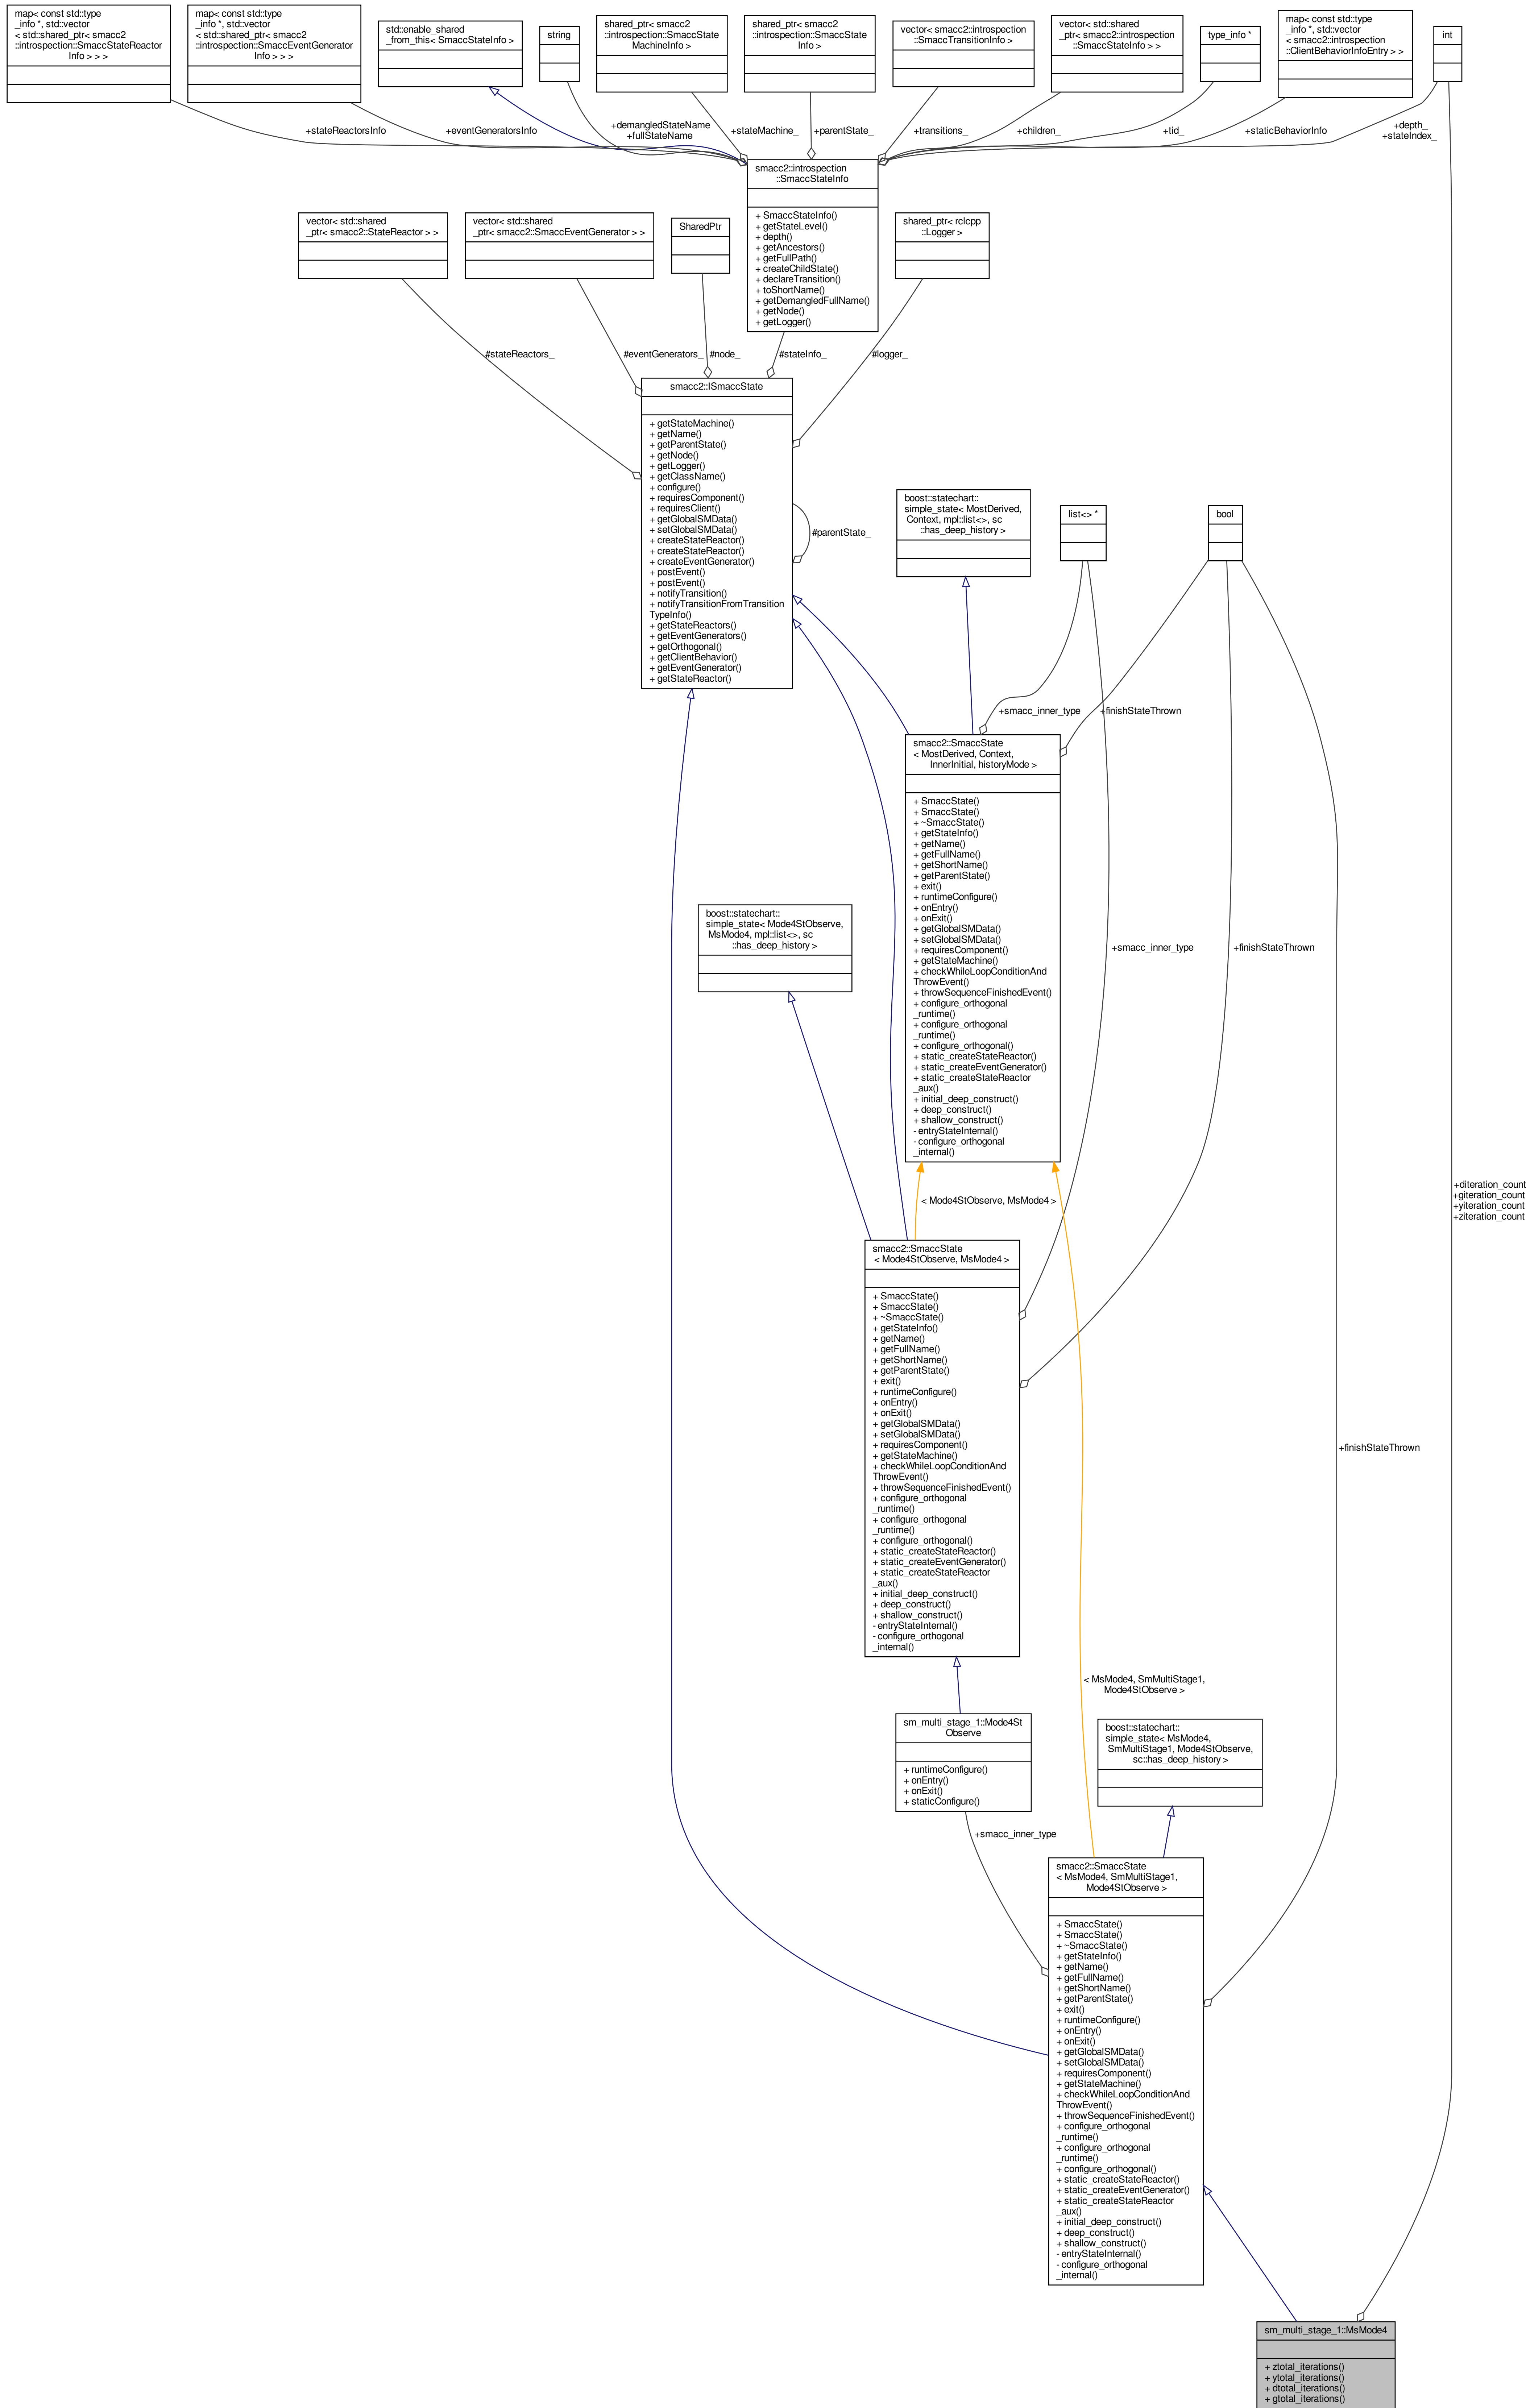 map< const std::type
_info *, std::vector
< std::shared_ptr< smacc2
::introspection::SmaccStateReactor
Info > > >
map< const std::type
_info *, std::vector
< std::shared_ptr< smacc2
::introspection::SmaccEventGenerator
Info > > >
std::enable_shared
_from_this< SmaccStateInfo >
string
shared_ptr< smacc2
::introspection::SmaccState
MachineInfo >
shared_ptr< smacc2
::introspection::SmaccState
Info >
vector< smacc2::introspection
::SmaccTransitionInfo >
vector< std::shared
_ptr< smacc2::introspection
::SmaccStateInfo > >
type_info *
map< const std::type
_info *, std::vector
< smacc2::introspection
::ClientBehaviorInfoEntry > >
int
+stateReactorsInfo
+eventGeneratorsInfo
+demangledStateName
+fullStateName
+stateMachine_
+parentState_
+transitions_
+children_
+tid_
+staticBehaviorInfo
+depth_
+stateIndex_
smacc2::introspection
::SmaccStateInfo
+ SmaccStateInfo()
+ getStateLevel()
+ depth()
+ getAncestors()
+ getFullPath()
+ createChildState()
+ declareTransition()
+ toShortName()
+ getDemangledFullName()
+ getNode()
+ getLogger()
vector< std::shared
_ptr< smacc2::StateReactor > >
vector< std::shared
_ptr< smacc2::SmaccEventGenerator > >
SharedPtr
shared_ptr< rclcpp
::Logger >
#stateReactors_
#eventGenerators_
#node_
#stateInfo_
#logger_
smacc2::ISmaccState
+ getStateMachine()
+ getName()
+ getParentState()
+ getNode()
+ getLogger()
+ getClassName()
+ configure()
+ requiresComponent()
+ requiresClient()
+ getGlobalSMData()
+ setGlobalSMData()
+ createStateReactor()
+ createStateReactor()
+ createEventGenerator()
+ postEvent()
+ postEvent()
+ notifyTransition()
+ notifyTransitionFromTransition
TypeInfo()
+ getStateReactors()
+ getEventGenerators()
+ getOrthogonal()
+ getClientBehavior()
+ getEventGenerator()
+ getStateReactor()
#parentState_
boost::statechart::
simple_state< MostDerived,
Context, mpl::list<>, sc
::has_deep_history >
list<> *
bool
+smacc_inner_type
+finishStateThrown
smacc2::SmaccState
< MostDerived, Context,
InnerInitial, historyMode >
+ SmaccState()
+ SmaccState()
+ ~SmaccState()
+ getStateInfo()
+ getName()
+ getFullName()
+ getShortName()
+ getParentState()
+ exit()
+ runtimeConfigure()
+ onEntry()
+ onExit()
+ getGlobalSMData()
+ setGlobalSMData()
+ requiresComponent()
+ getStateMachine()
+ checkWhileLoopConditionAnd
ThrowEvent()
+ throwSequenceFinishedEvent()
+ configure_orthogonal
_runtime()
+ configure_orthogonal
_runtime()
+ configure_orthogonal()
+ static_createStateReactor()
+ static_createEventGenerator()
+ static_createStateReactor
_aux()
+ initial_deep_construct()
+ deep_construct()
+ shallow_construct()
- entryStateInternal()
- configure_orthogonal
_internal()
boost::statechart::
simple_state< Mode4StObserve,
MsMode4, mpl::list<>, sc
::has_deep_history >
+smacc_inner_type
+finishStateThrown
< Mode4StObserve, MsMode4 >
+diteration_count
+giteration_count
+yiteration_count
+ziteration_count
smacc2::SmaccState
< Mode4StObserve, MsMode4 >
+ SmaccState()
+ SmaccState()
+ ~SmaccState()
+ getStateInfo()
+ getName()
+ getFullName()
+ getShortName()
+ getParentState()
+ exit()
+ runtimeConfigure()
+ onEntry()
+ onExit()
+ getGlobalSMData()
+ setGlobalSMData()
+ requiresComponent()
+ getStateMachine()
+ checkWhileLoopConditionAnd
ThrowEvent()
+ throwSequenceFinishedEvent()
+ configure_orthogonal
_runtime()
+ configure_orthogonal
_runtime()
+ configure_orthogonal()
+ static_createStateReactor()
+ static_createEventGenerator()
+ static_createStateReactor
_aux()
+ initial_deep_construct()
+ deep_construct()
+ shallow_construct()
- entryStateInternal()
- configure_orthogonal
_internal()
+finishStateThrown
< MsMode4, SmMultiStage1,
Mode4StObserve >
sm_multi_stage_1::Mode4St
Observe
+ runtimeConfigure()
+ onEntry()
+ onExit()
+ staticConfigure()
boost::statechart::
simple_state< MsMode4,
SmMultiStage1, Mode4StObserve,
sc::has_deep_history >
+smacc_inner_type
smacc2::SmaccState
< MsMode4, SmMultiStage1,
Mode4StObserve >
+ SmaccState()
+ SmaccState()
+ ~SmaccState()
+ getStateInfo()
+ getName()
+ getFullName()
+ getShortName()
+ getParentState()
+ exit()
+ runtimeConfigure()
+ onEntry()
+ onExit()
+ getGlobalSMData()
+ setGlobalSMData()
+ requiresComponent()
+ getStateMachine()
+ checkWhileLoopConditionAnd
ThrowEvent()
+ throwSequenceFinishedEvent()
+ configure_orthogonal
_runtime()
+ configure_orthogonal
_runtime()
+ configure_orthogonal()
+ static_createStateReactor()
+ static_createEventGenerator()
+ static_createStateReactor
_aux()
+ initial_deep_construct()
+ deep_construct()
+ shallow_construct()
- entryStateInternal()
- configure_orthogonal
_internal()
sm_multi_stage_1::MsMode4
+ ztotal_iterations()
+ ytotal_iterations()
+ dtotal_iterations()
+ gtotal_iterations()